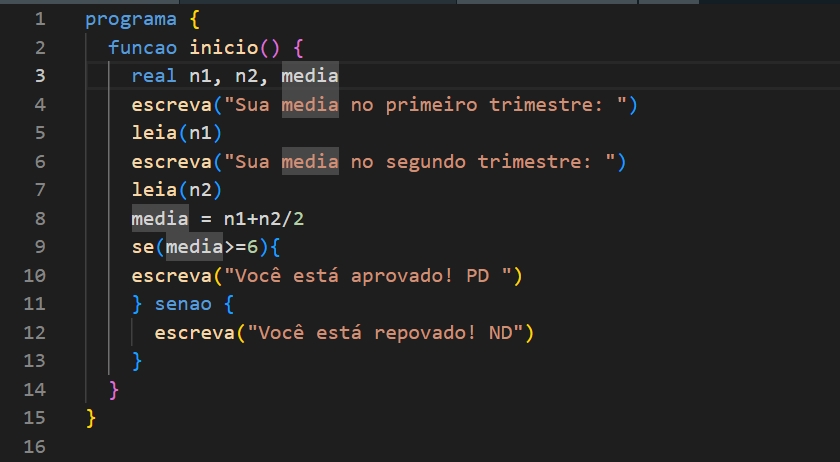 1 programa {
2 funcao inicio() {
3 real n1, n2, media
4 escreva("Sua media no primeiro trimestre: ")
5 leia(n1)
6 escreva("Sua media no segundo trimestre: ")
7 leia(n2)
8 media = n1+n2/2
9 se(media>=6){
10 escreva("Você está aprovado! PD ")
11 } senao {
12 escreva("Você está repovado! ND")
13 }
14 }
15 }
16